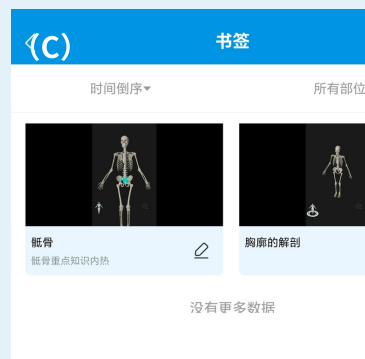 (C)
书签
时间倒序▾
所有部位
骶骨
骶骨重点知识内热
胸廓的解剖
没有更多数据